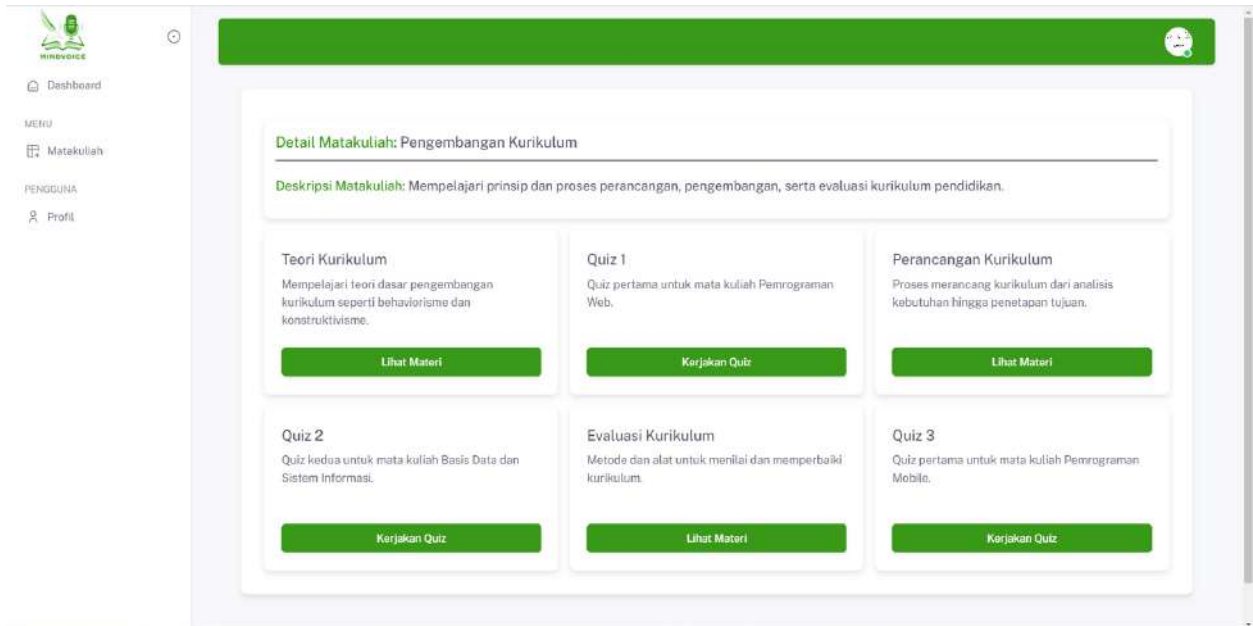 MINDVOICE
Dashboard
MENU
Matakuliah
PENGGUNA
Profil
Detail Matakuliah: Pengembangan Kurikulum
Deskripsi Matakuliah: Mempelajari prinsip dan proses perancangan, pengembangan, serta evaluasi kurikulum pendidikan.
Teori Kurikulum
Mempelajari teori dasar pengembangan
kurikulum seperti behaviorisme dan
konstruktivisme.
Lihat Materi
Quiz 1
Quiz pertama untuk mata kuliah Pemrograman
Web.
Kerjakan Quiz
Perancangan Kurikulum
Proses merancang kurikulum dari analisis
kebutuhan hingga penetapan tujuan.
Lihat Materi
Quiz 2
Quiz kedua untuk mata kuliah Basis Data dan
Sistem Informasi.
Kerjakan Quiz
Evaluasi Kurikulum
Metode dan alat untuk menilai dan memperbaiki
kurikulum.
Lihat Materi
Quiz 3
Quiz pertama untuk mata kuliah Pemrograman
Mobile.
Kerjakan Quiz